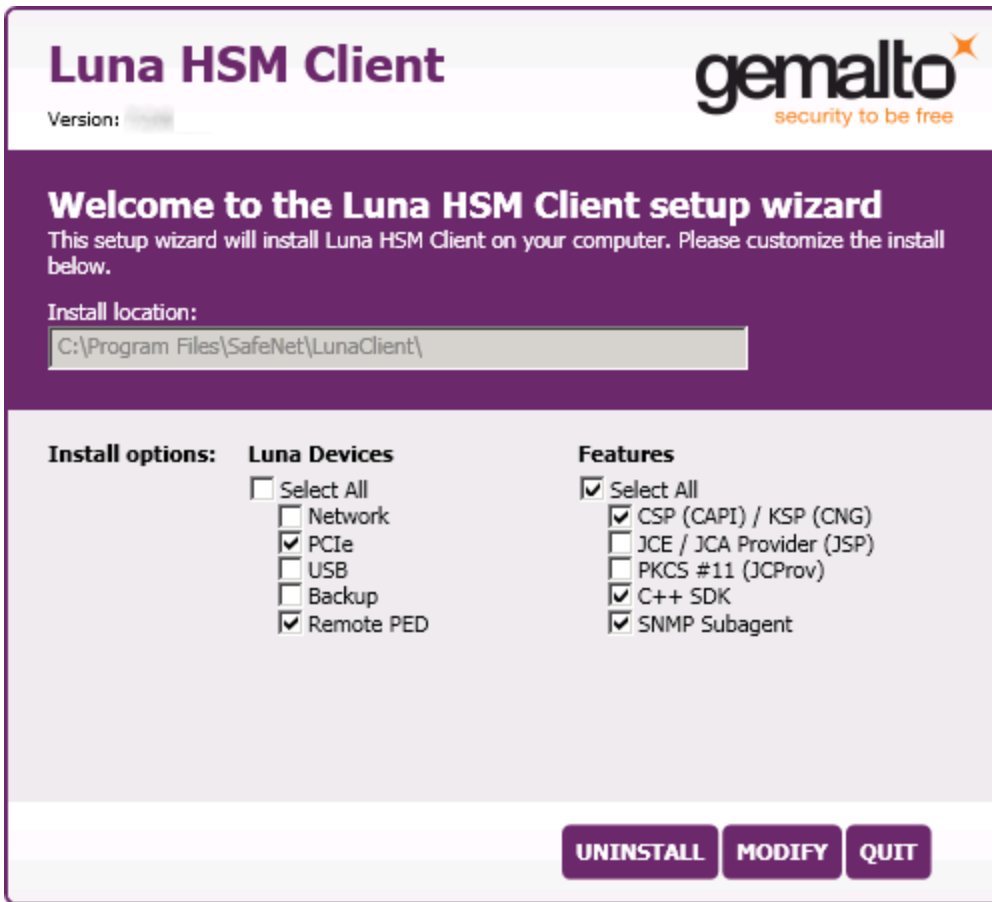 Luna HSM Client
gemalto
security to be free
Version:
Welcome to the Luna HSM Client setup wizard
This setup wizard will install Luna HSM Client on your computer. Please customize the install
below.
Install location:
C:\Program Files\SafeNet\LunaClient\
Install options:
Luna Devices
Select All
Network
PCIe
USB
Backup
Remote PED
Features
Select All
CSP (CAPI) / KSP (CNG)
JCE / JCA Provider (JSP)
PKCS #11 (JCProv)
C++ SDK
SNMP Subagent
UNINSTALL MODIFY QUIT